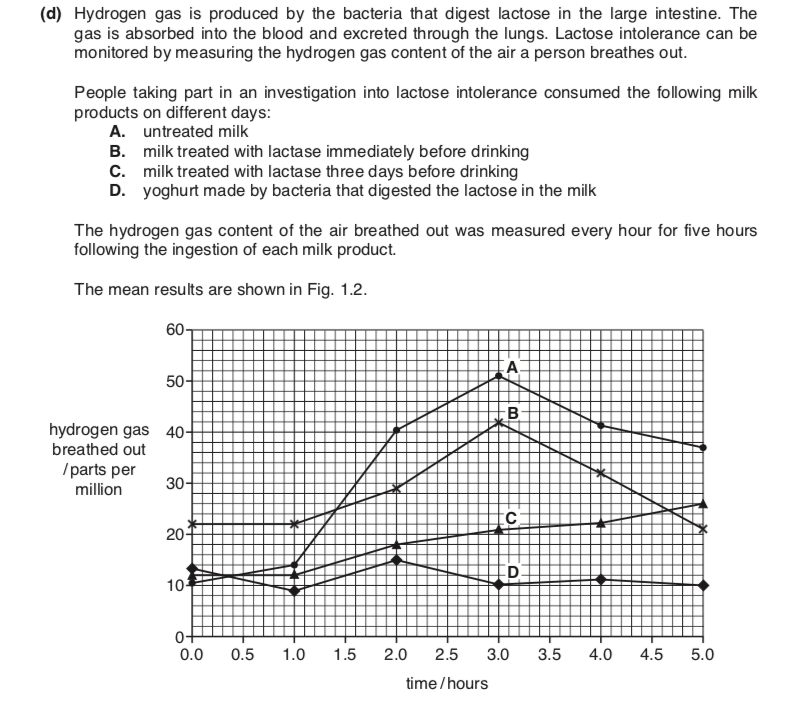 (d) Hydrogen gas is produced by the bacteria that digest lactose in the large intestine. The
gas is absorbed into the blood and excreted through the lungs. Lactose intolerance can be
monitored by measuring the hydrogen gas content of the air a person breathes out.
People taking part in an investigation into lactose intolerance consumed the following milk
products on different days:
A. untreated milk
B. milk treated with lactase immediately before drinking
C. milk treated with lactase three days before drinking
D. yoghurt made by bacteria that digested the lactose in the milk
The hydrogen gas content of the air breathed out was measured every hour for five hours
following the ingestion of each milk product.
The mean results are shown in Fig. 1.2.
60
50
40
30
20
10
0
hydrogen gas
breathed out
/parts per
million
A
B
C
D
0.0 0.5 1.0 1.5 2.0 2.5 3.0 3.5 4.0 4.5 5.0
time/hours